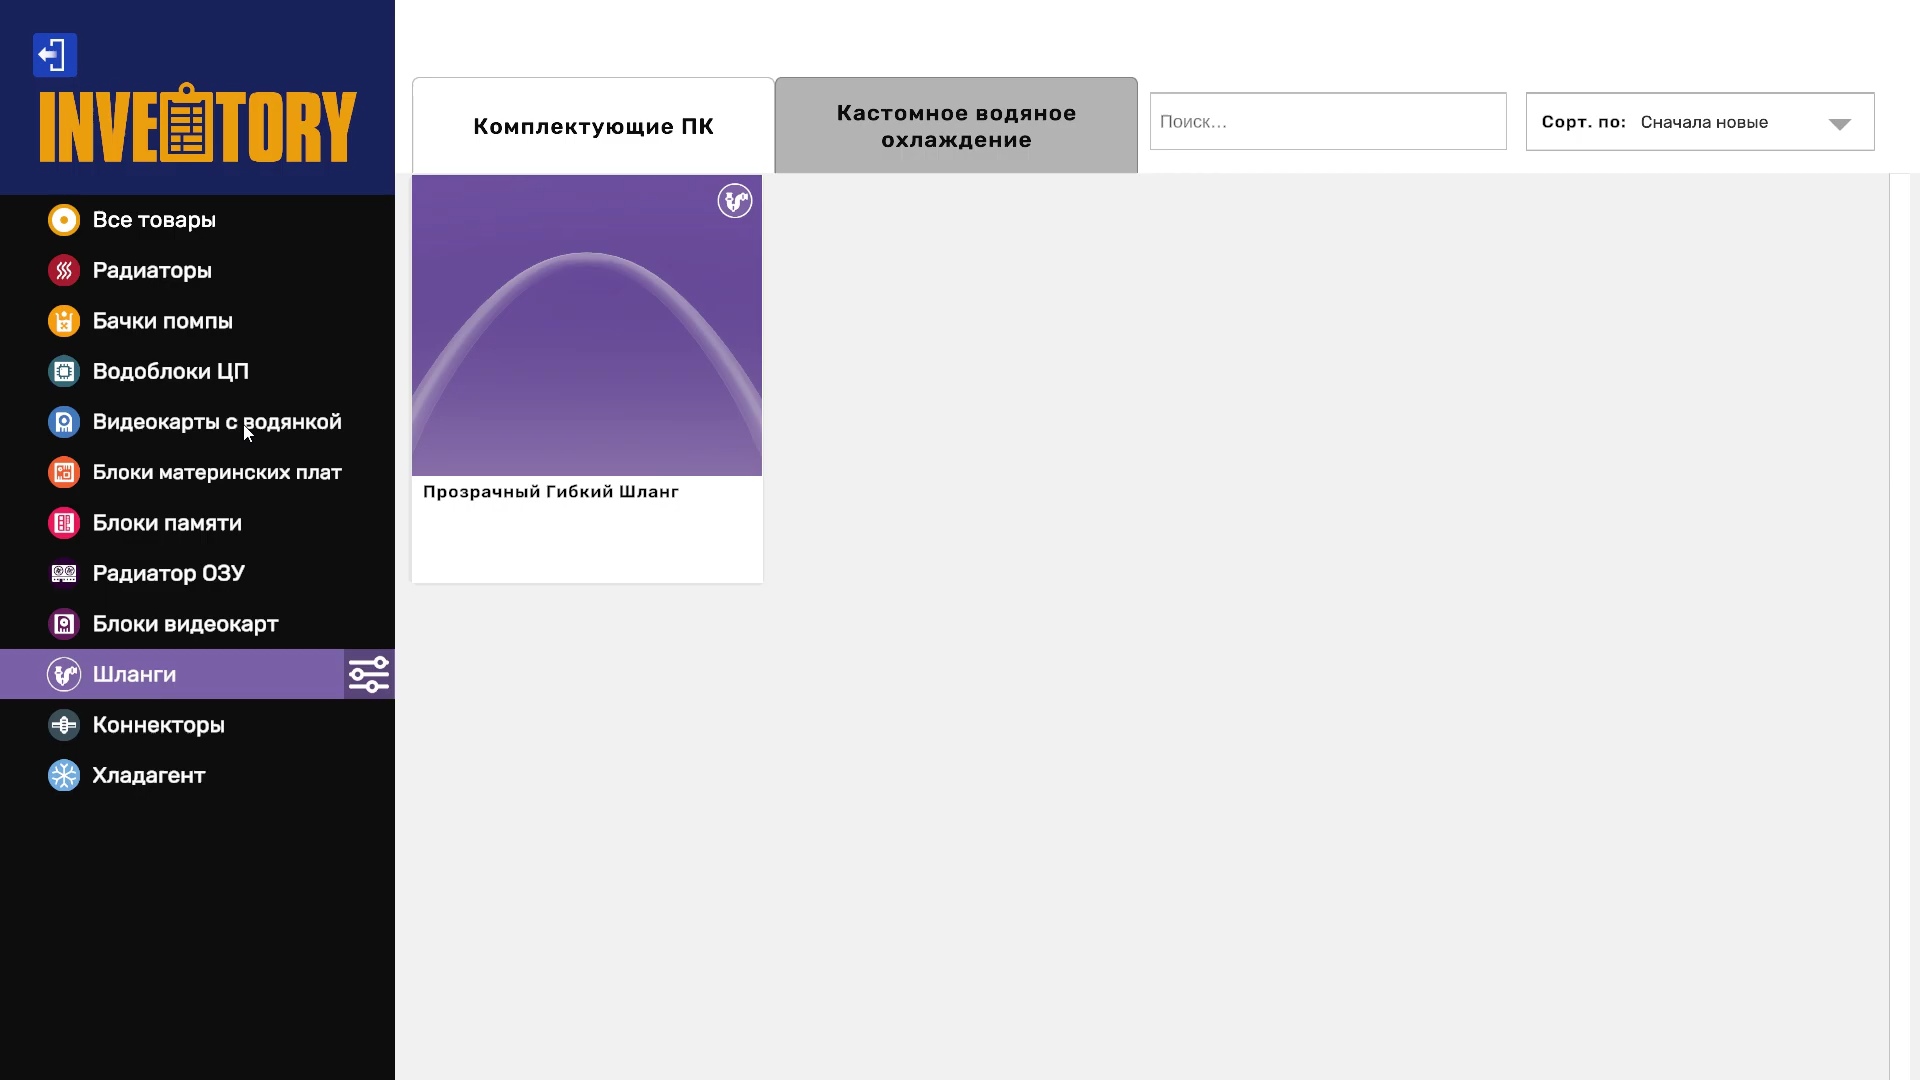 INVENTORY
Комплектующие ПК
Кастомное водяное
охлаждение
Поиск...
Сорт. по: Сначала новые
Все товары
Радиаторы
Бачки помпы
Водоблоки ЦП
Видеокарты с водянкой
Блоки материнских плат
Блоки памяти
Радиатор ОЗУ
Блоки видеокарт
Шланги
Коннекторы
Хладагент
Прозрачный Гибкий Шланг